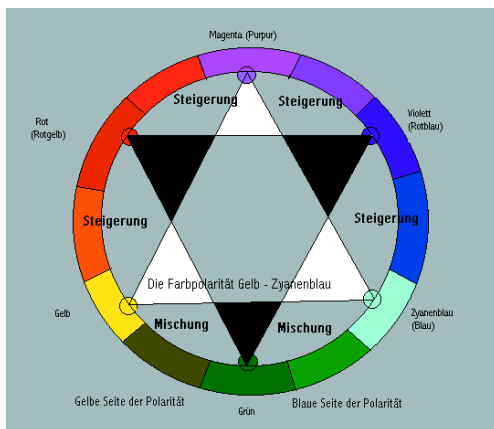 Magenta (Purpur)
Steigerung
Steigerung
Rot
(Rotgelb)
Violett
(Rotblau)
Steigerung
Steigerung
Die Farbpolarität Gelb - Zyanenblau
Gelb
Zyanenblau
(Blau)
Mischung
Mischung
Gelbe Seite der Polarität
Blaue Seite der Polarität
Grün